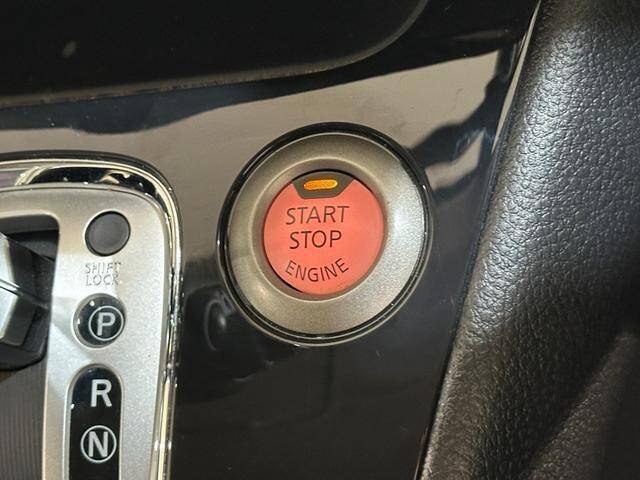 START
STOP
ENGINE
SHIFT
LOCK
P
R
N